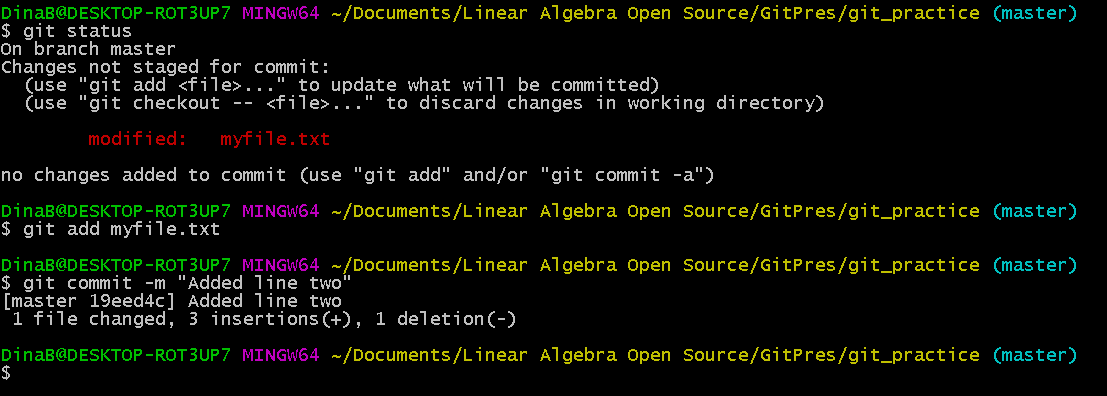 DinaB@DESKTOP-ROT3UP7 MINGW64 ~/Documents/Linear Algebra Open Source/GitPres/git_practice (master)
$ git status
On branch master
Changes not staged for commit:
  (use "git add <file>..." to update what will be committed)
  (use "git checkout -- <file>..." to discard changes in working directory)
        modified:   myfile.txt
no changes added to commit (use "git add" and/or "git commit -a")
DinaB@DESKTOP-ROT3UP7 MINGW64 ~/Documents/Linear Algebra Open Source/GitPres/git_practice (master)
$ git add myfile.txt
DinaB@DESKTOP-ROT3UP7 MINGW64 ~/Documents/Linear Algebra Open Source/GitPres/git_practice (master)
$ git commit -m "Added line two"
[master 19eed4c] Added line two
 1 file changed, 3 insertions(+), 1 deletion(-)
DinaB@DESKTOP-ROT3UP7 MINGW64 ~/Documents/Linear Algebra Open Source/GitPres/git_practice (master)
$